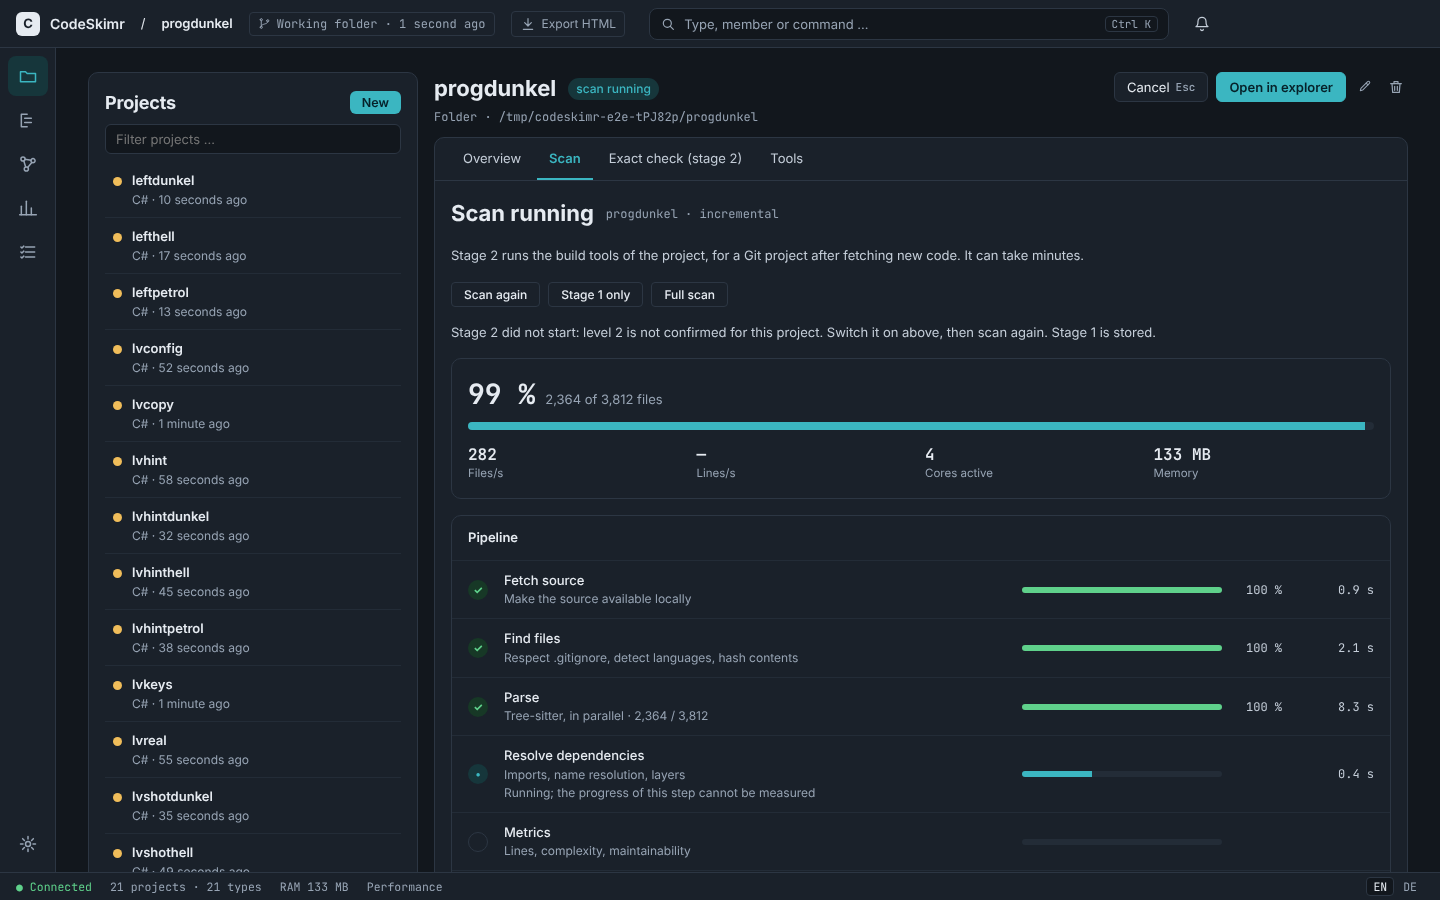 C CodeSkimr / progdunkel Working folder · 1 second ago Export HTML Type, member or command ... Ctrl K
Projects New
Filter projects ...
leftdunkel
C# · 10 seconds ago
lefthell
C# · 17 seconds ago
leftpetrol
C# · 13 seconds ago
lvconfig
C# · 52 seconds ago
lvcopy
C# · 1 minute ago
lvhint
C# · 58 seconds ago
lvhintdunkel
C# · 32 seconds ago
lvhinthell
C# · 45 seconds ago
lvhintpetrol
C# · 38 seconds ago
lvkeys
C# · 1 minute ago
lvreal
C# · 55 seconds ago
lvshotdunkel
C# · 35 seconds ago
lvshothell
C# · 49 seconds ago
progdunkel scan running Cancel Esc Open in explorer
Folder · /tmp/codeskimr-e2e-tPJ82p/progdunkel
Overview Scan Exact check (stage 2) Tools
Scan running progdunkel · incremental
Stage 2 runs the build tools of the project, for a Git project after fetching new code. It can take minutes.
Scan again Stage 1 only Full scan
Stage 2 did not start: level 2 is not confirmed for this project. Switch it on above, then scan again. Stage 1 is stored.
99 % 2,364 of 3,812 files
282 – 4 133 MB
Files/s Lines/s Cores active Memory
Pipeline
Fetch source
Make the source available locally
100 % 0.9 s
Find files
Respect .gitignore, detect languages, hash contents
100 % 2.1 s
Parse
Tree-sitter, in parallel · 2,364 / 3,812
100 % 8.3 s
Resolve dependencies
Imports, name resolution, layers
Running; the progress of this step cannot be measured
0.4 s
Metrics
Lines, complexity, maintainability
Connected 21 projects · 21 types RAM 133 MB Performance EN DE